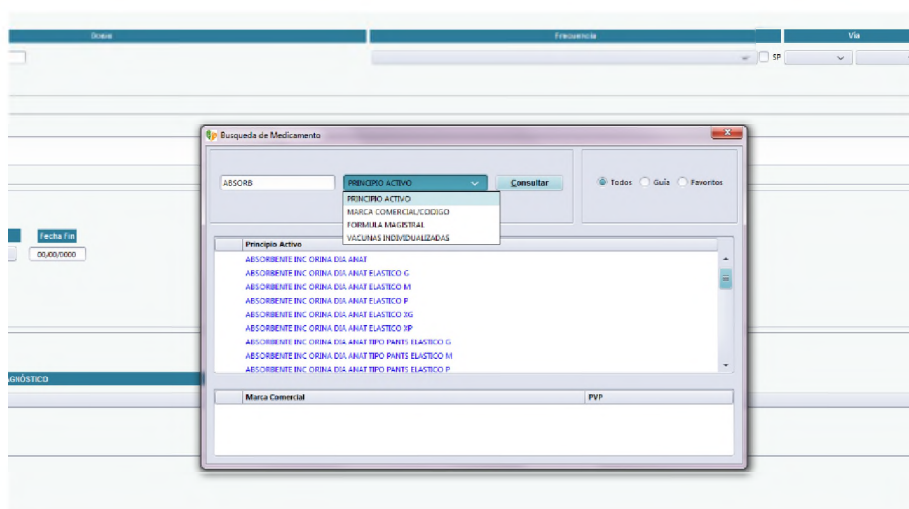 Dosis Frecuencia Vía
SP
Busqueda de Medicamento
ABSORB PRINCIPIO ACTIVO Consultar Todos Guía Favoritos
PRINCIPIO ACTIVO
MARCA COMERCIAL/CODIGO
FORMULA MAGISTRAL
VACUNAS INDIVIDUALIZADAS
Fecha Fin
00/00/0000
Principio Activo
ABSORBENTE INC ORINA DIA ANAT
ABSORBENTE INC ORINA DIA ANAT ELASTICO G
ABSORBENTE INC ORINA DIA ANAT ELASTICO M
ABSORBENTE INC ORINA DIA ANAT ELASTICO P
ABSORBENTE INC ORINA DIA ANAT ELASTICO XG
ABSORBENTE INC ORINA DIA ANAT ELASTICO XP
ABSORBENTE INC ORINA DIA ANAT TIPO PANTS ELASTICO G
ABSORBENTE INC ORINA DIA ANAT TIPO PANTS ELASTICO M
ABSORBENTE INC ORINA DIA ANAT TIPO PANTS ELASTICO P
AGNÓSTICO
Marca Comercial PVP